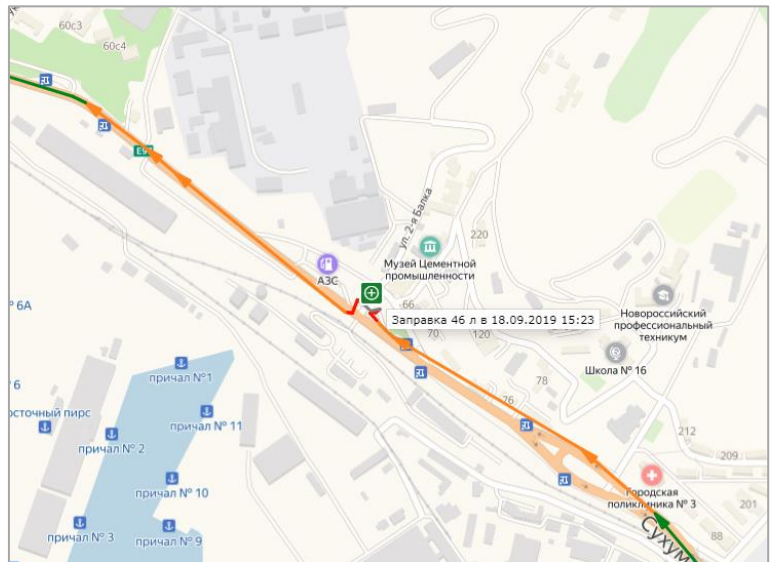 60с3
60с4
ул. 2-я Балка
220
Музей Цементной
промышленности
АЗС
66
Заправка 46 л в 18.09.2019 15:23
70
120
Новороссийский
профессиональный
техникум
Школа № 16
78
76
° 6А
причал №1
6
осточный пирс
причал № 11
причал № 2
212
209
причал № 10
Городская
поликлиника № 3
201
причал № 3
причал № 9
88
Сухум